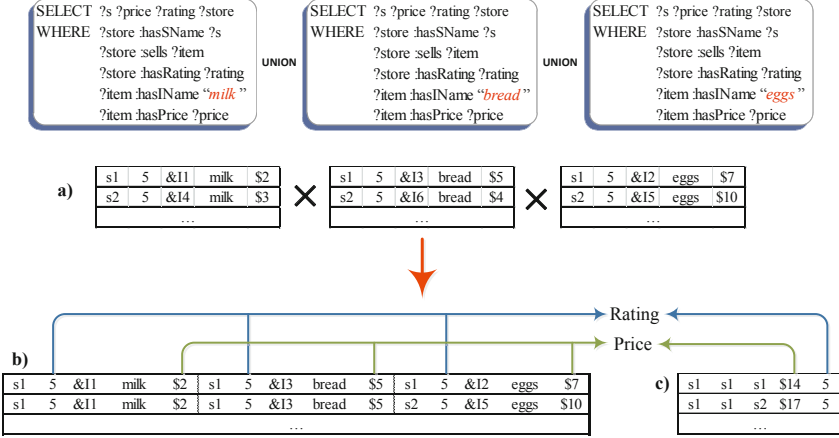 SELECT ?s ?price ?rating ?store
WHERE ?store :hasSName ?s
?store :sells ?item
?store :hasRating ?rating
?item :hasIName “milk ”
?item :hasPrice ?price
UNION
SELECT ?s ?price ?rating ?store
WHERE ?store :hasSName ?s
?store :sells ?item
?store :hasRating ?rating
?item :hasIName “bread ”
?item :hasPrice ?price
UNION
SELECT ?s ?price ?rating ?store
WHERE ?store :hasSName ?s
?store :sells ?item
?store :hasRating ?rating
?item :hasIName “eggs ”
?item :hasPrice ?price
a)
s1 5 &I1 milk $2
s2 5 &I4 milk $3
…
s1 5 &I3 bread $5
s2 5 &I6 bread $4
…
s1 5 &I2 eggs $7
s2 5 &I5 eggs $10
…
Rating
Price
b)
s1 5 &I1 milk $2 s1 5 &I3 bread $5 s1 5 &I2 eggs $7
s1 5 &I1 milk $2 s1 5 &I3 bread $5 s2 5 &I5 eggs $10
…
c)
s1 s1 s1 $14 5
s1 s1 s2 $17 5
…